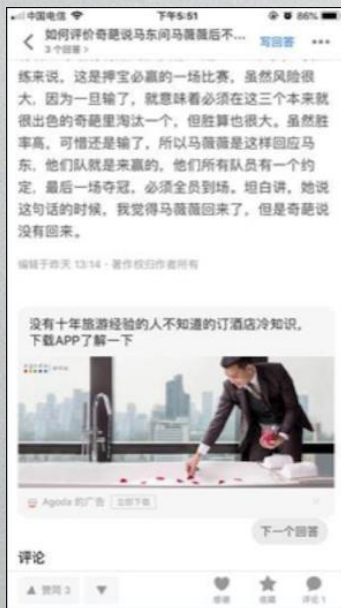 中国电信 下午5:51 86%
如何评价奇葩说马东问马薇薇后不... 写回答
3 个回答 >
练来说，这是押宝必赢的一场比赛，虽然风险很
大，因为一旦输了，就意味着必须在这三个本来就
很出色的奇葩里淘汰一个，但胜算也很大。虽然胜
率高，可惜还是输了，所以马薇薇是这样回应马
东，他们队就是来赢的，他们所有队员有一个约
定，最后一场夺冠，必须全员到场。坦白讲，她说
这句话的时候，我觉得马薇薇回来了，但是奇葩说
没有回来。
编辑于昨天 13:14 · 著作权归作者所有
没有十年旅游经验的人不知道的订酒店冷知识，
下载APP了解一下
Agoda 的广告 立即下载
下一个回答
评论
赞同 3 感谢 收藏 评论 1